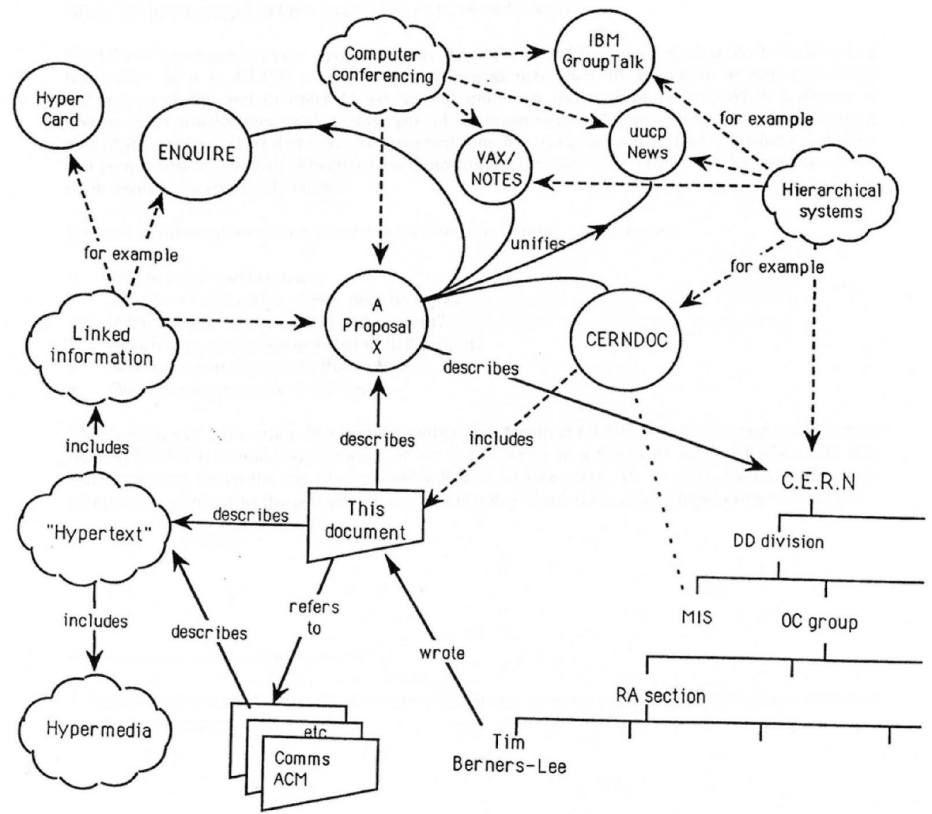 IBM
GroupTalk
Computer
conferencing
Hyper
Card
ENQUIRE
VAX/
NOTES
uucp
News
for example
Hierarchical
systems
unifies
for example
for example
Linked
information
Proposal
X
CERNDOC
describes
includes
describes
includes
C.E.R.N
"Hypertext"
describes
This
document
DD division
refers
to
MIS
OC group
includes
describes
wrote
RA section
Hypermedia
etc
Tim
Berners-Lee
Comms
ACM